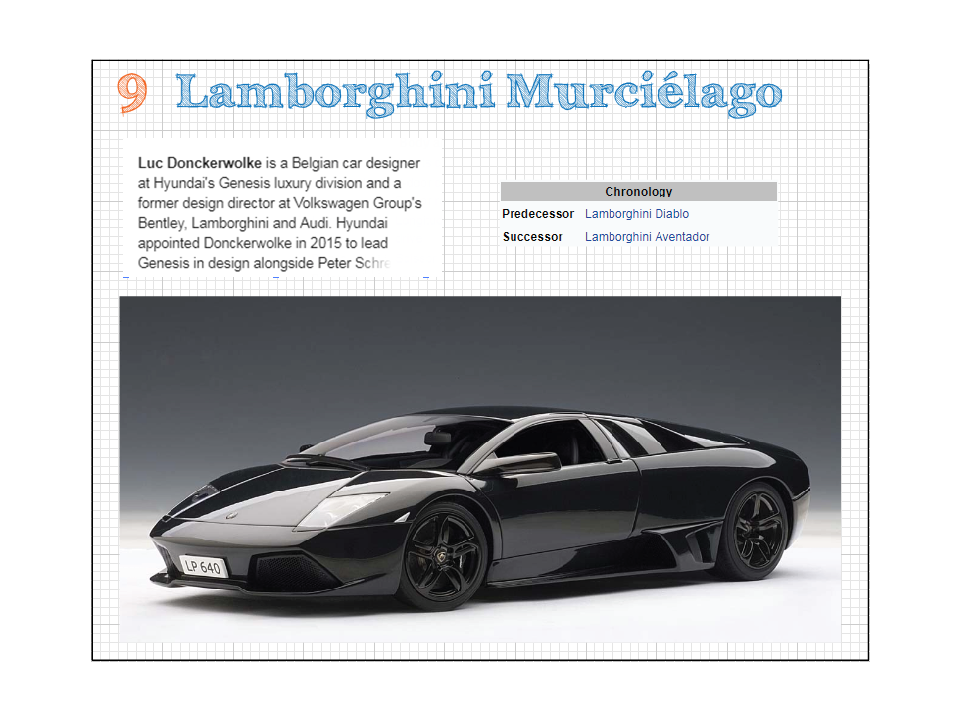 9 Lamborghini Murciélago
Luc Donckerwolke is a Belgian car designer
at Hyundai's Genesis luxury division and a
former design director at Volkswagen Group's
Bentley, Lamborghini and Audi. Hyundai
appointed Donckerwolke in 2015 to lead
Genesis in design alongside Peter Schre
Chronology
Predecessor Lamborghini Diablo
Successor Lamborghini Aventador
LP 640